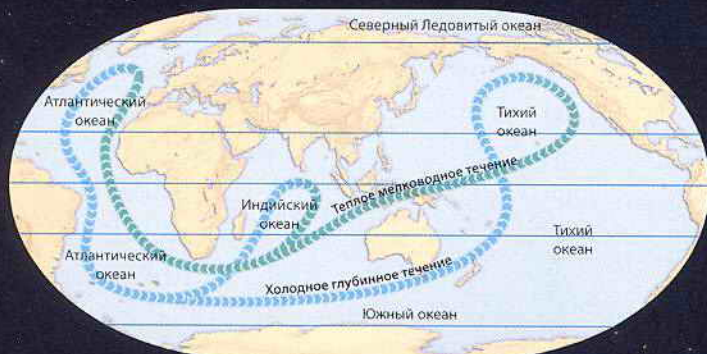 Северный Ледовитый океан
Атлантический
океан
Тихий
океан
Теплое мелководное течение
Индийский
океан
Тихий
океан
Атлантический
океан
Холодное глубинное течение
Южный океан